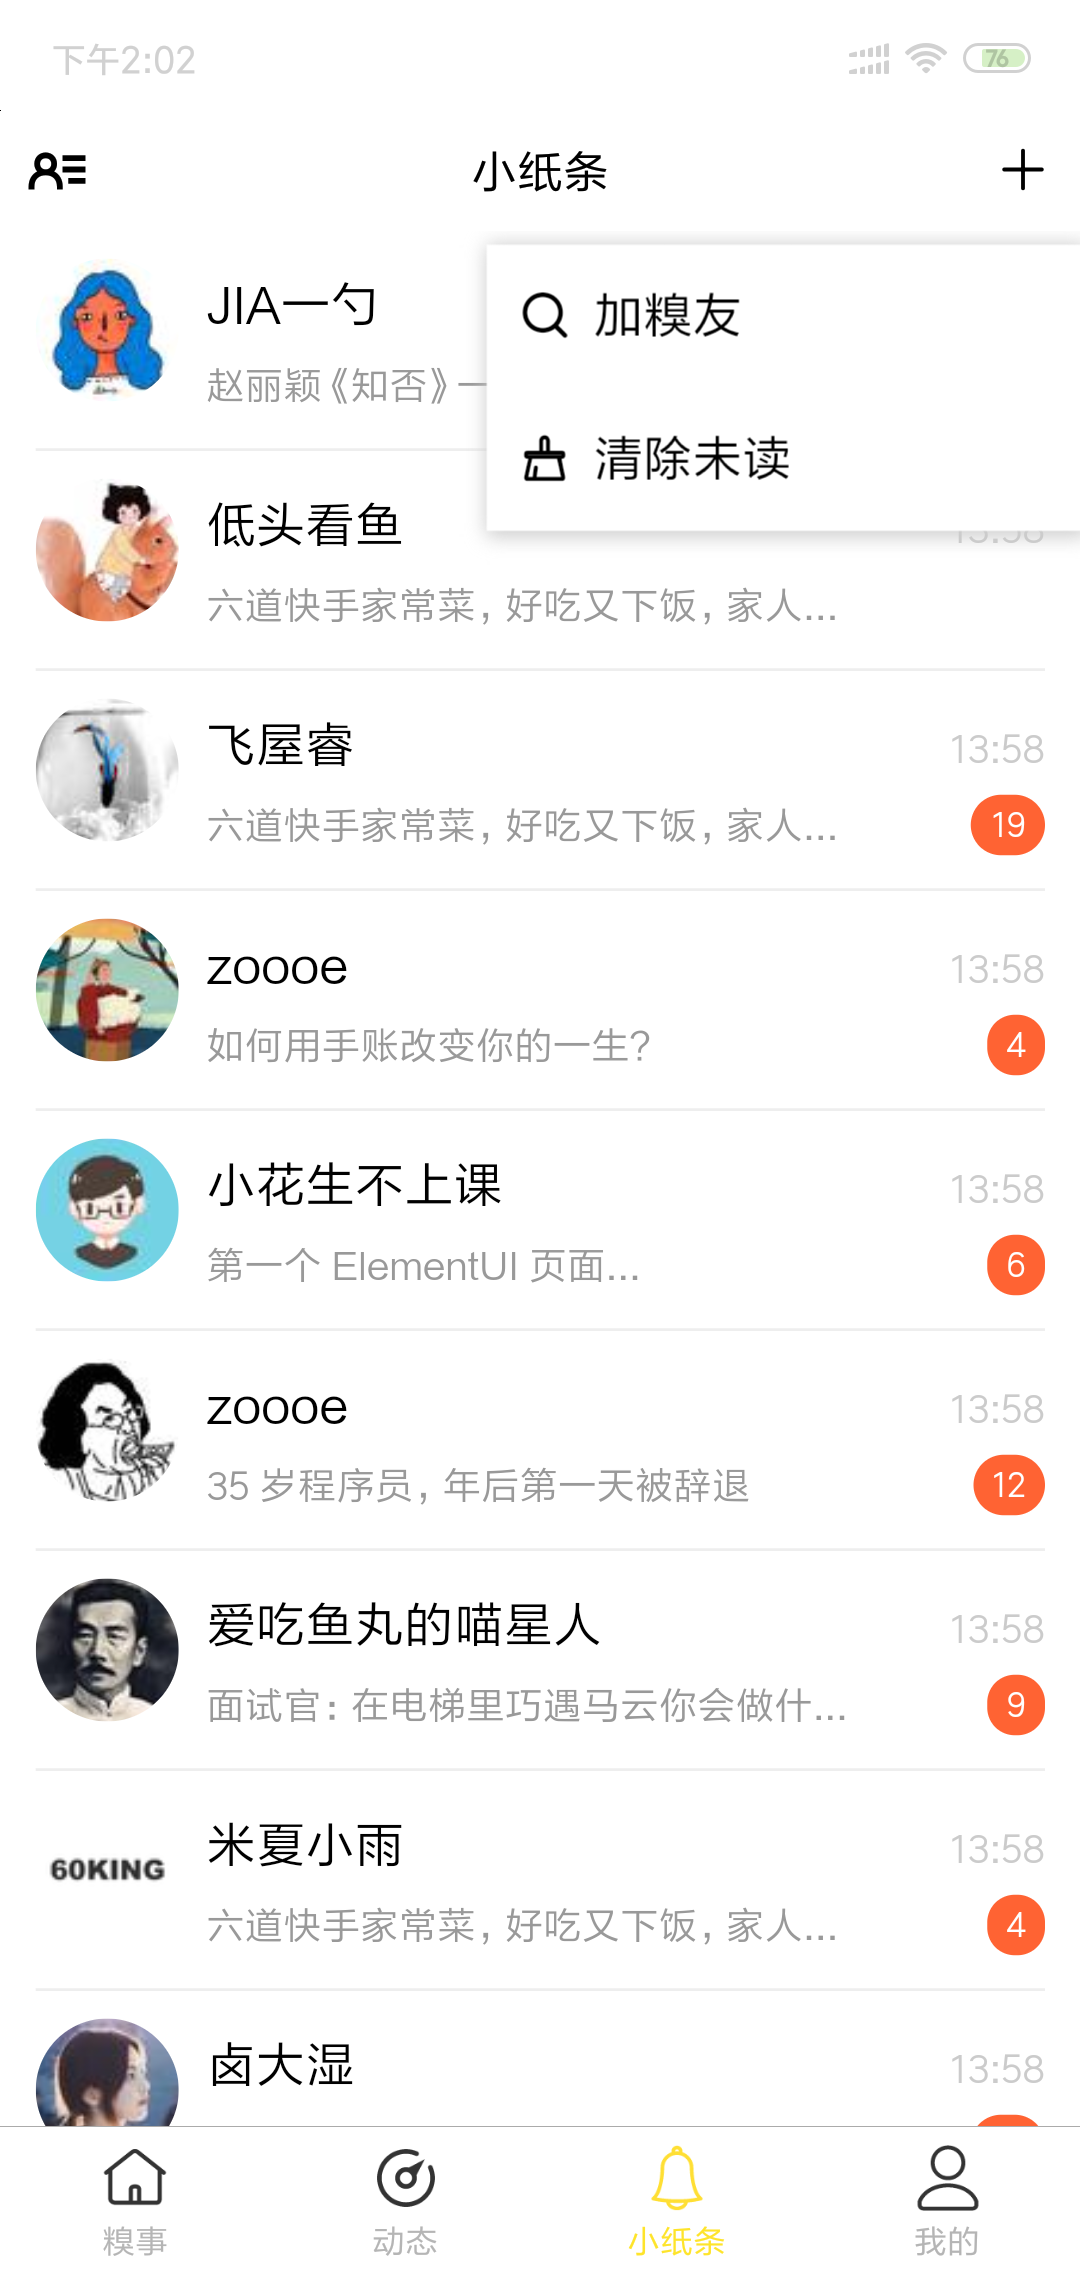 下午2:02
76
小纸条
加糗友
清除未读
JIA一勺
赵丽颖《知否》一
低头看鱼
13:58
六道快手家常菜，好吃又下饭，家人...
飞屋睿
13:58
六道快手家常菜，好吃又下饭，家人...
19
zoooe
13:58
如何用手账改变你的一生？
4
小花生不上课
13:58
第一个 ElementUI 页面...
6
zoooe
13:58
35 岁程序员，年后第一天被辞退
12
爱吃鱼丸的喵星人
13:58
面试官：在电梯里巧遇马云你会做什...
9
60KING
米夏小雨
13:58
六道快手家常菜，好吃又下饭，家人...
4
卤大湿
13:58
糗事
动态
小纸条
我的